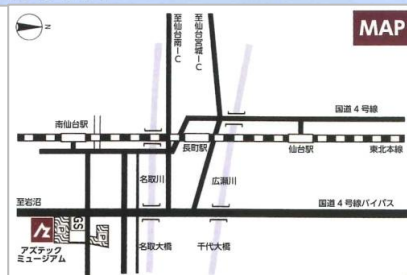 MAP
至仙台南IC
至仙台宮城IC
国道4号線
南仙台駅
長町駅
仙台駅
東北本線
名取川
広瀬川
至岩沼
国道4号線バイパス
GS
アズテック
ミュージアム
名取大橋
千代大橋